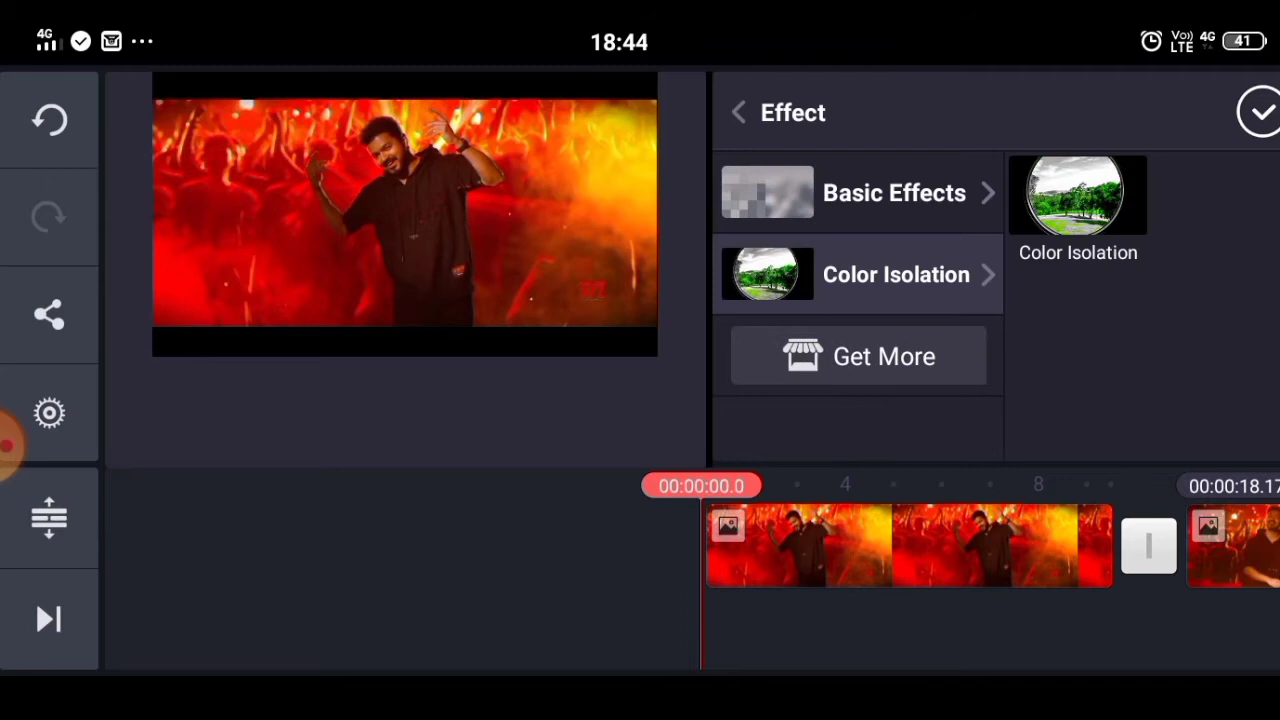 4G
18:44
Vo))
LTE
4G
41
Effect
Basic Effects
Color Isolation
Get More
Color Isolation
00:00:00.0
4
8
00:00:18.17